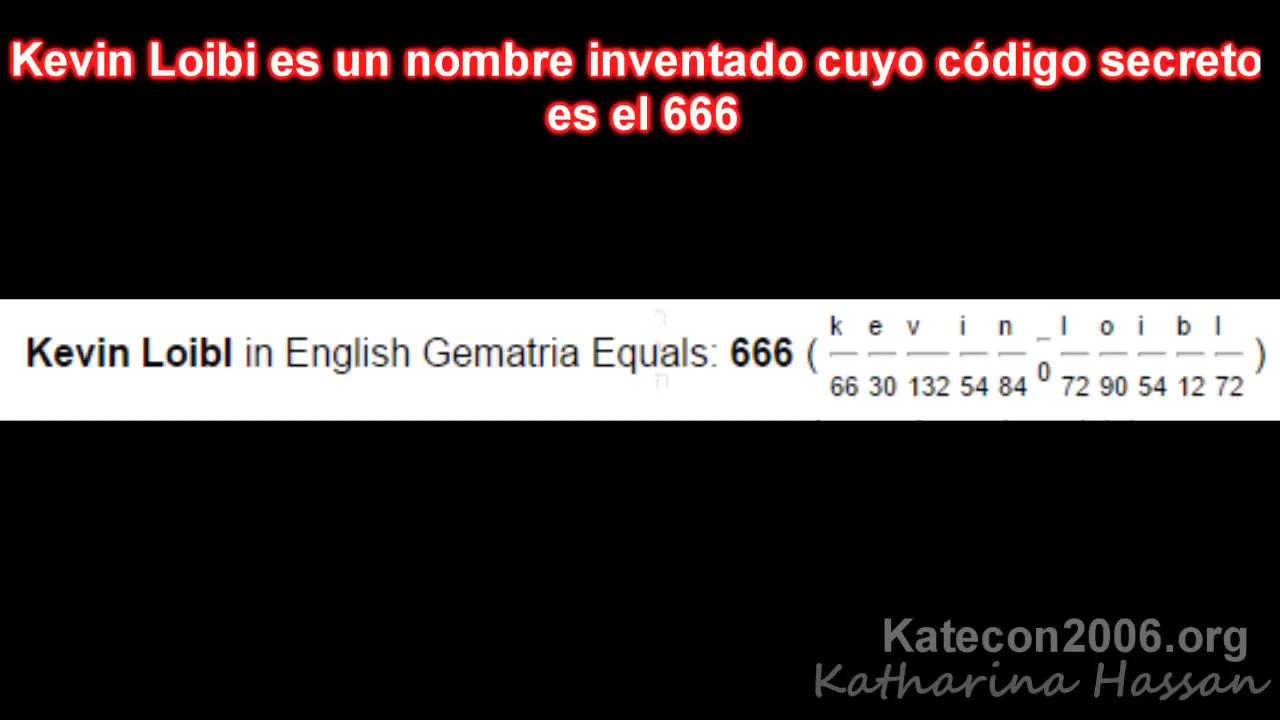 Kevin Loibi es un nombre inventado cuyo código secreto
es el 666
k e v i n _ l o i b l
Kevin Loibl in English Gematria Equals: 666 ( )
66 30 132 54 84 0 72 90 54 12 72
Katecon2006.org
Katharina Hassan